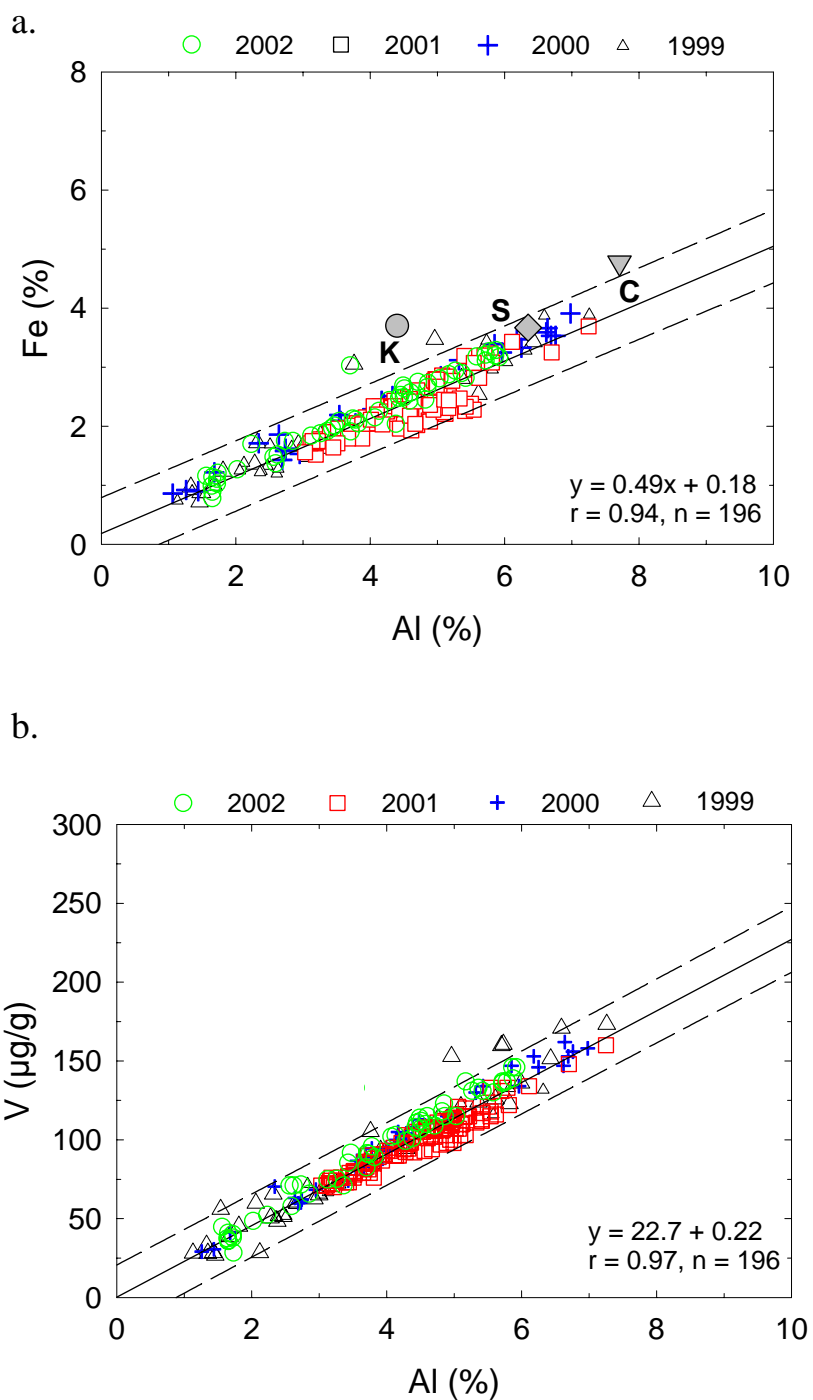 a.
2002 2001 2000 1999
8
6
4
2
0
Fe (%)
K
S
C
y = 0.49x + 0.18
r = 0.94, n = 196
0 2 4 6 8 10
Al (%)
b.
2002 2001 2000 1999
300
250
200
150
100
50
0
V (µg/g)
y = 22.7 + 0.22
r = 0.97, n = 196
0 2 4 6 8 10
Al (%)